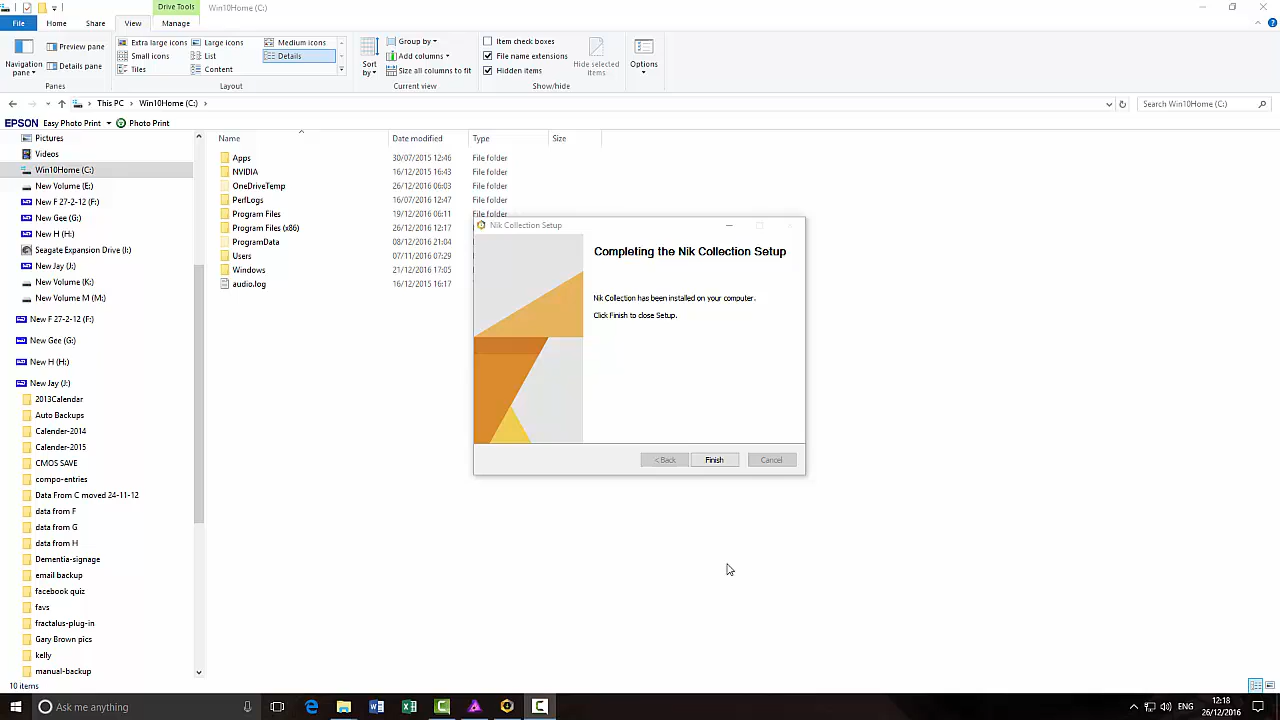 Drive Tools
Win10Home (C:)
File
Home
Share
View
Manage
Navigation pane
Preview pane
Details pane
Panes
Extra large icons
Large icons
Medium icons
Small icons
List
Details
Tiles
Content
Layout
Sort by
Group by
Add columns
Size all columns to fit
Current view
Item check boxes
File name extensions
Hidden items
Hide selected items
Show/hide
Options
This PC
Win10Home (C:)
Search Win10Home (C:)
EPSON
Easy Photo Print
Photo Print
Pictures
Videos
Win10Home (C:)
New Volume (E:)
New F 27-2-12 (F:)
New Gee (G:)
New H (H:)
Seagate Expansion Drive (I:)
New Jay (J:)
New Volume (K:)
New Volume M (M:)
New F 27-2-12 (F:)
New Gee (G:)
New H (H:)
New Jay (J:)
2013Calendar
Auto Backups
Calender-2014
Calender-2015
CMOS SAVE
compo-entries
Data From C moved 24-11-12
data from F
data from G
data from H
Dementia-signage
email backup
facebook quiz
favs
fractalus-plug-in
Gary Brown pics
kelly
manual-backup
Name
Date modified
Type
Size
Apps 30/07/2015 12:46 File folder
NVIDIA 16/12/2015 16:43 File folder
OneDriveTemp 26/12/2016 06:03 File folder
PerfLogs 16/07/2016 12:47 File folder
Program Files 19/12/2016 06:11 File folder
Program Files (x86) 26/12/2016 12:17
ProgramData 08/12/2016 21:04
Users 07/11/2016 07:29
Windows 21/12/2016 17:05
audio.log 16/12/2015 16:17
Nik Collection Setup
Completing the Nik Collection Setup
Nik Collection has been installed on your computer.
Click Finish to close Setup.
< Back
Finish
Cancel
10 items
Ask me anything
ENG
12:18
26/12/2016